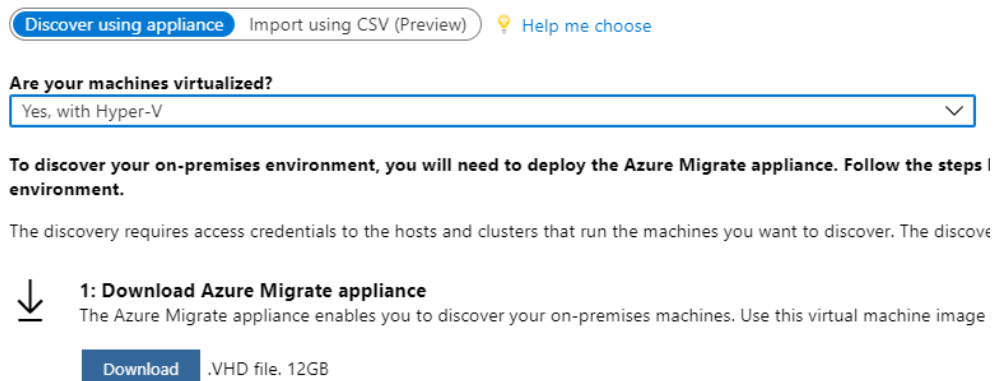 Discover using appliance Import using CSV (Preview) Help me choose
Are your machines virtualized?
Yes, with Hyper-V
To discover your on-premises environment, you will need to deploy the Azure Migrate appliance. Follow the steps
environment.
The discovery requires access credentials to the hosts and clusters that run the machines you want to discover. The
1: Download Azure Migrate appliance
The Azure Migrate appliance enables you to discover your on-premises machines. Use this virtual machine image
Download .VHD file. 12GB